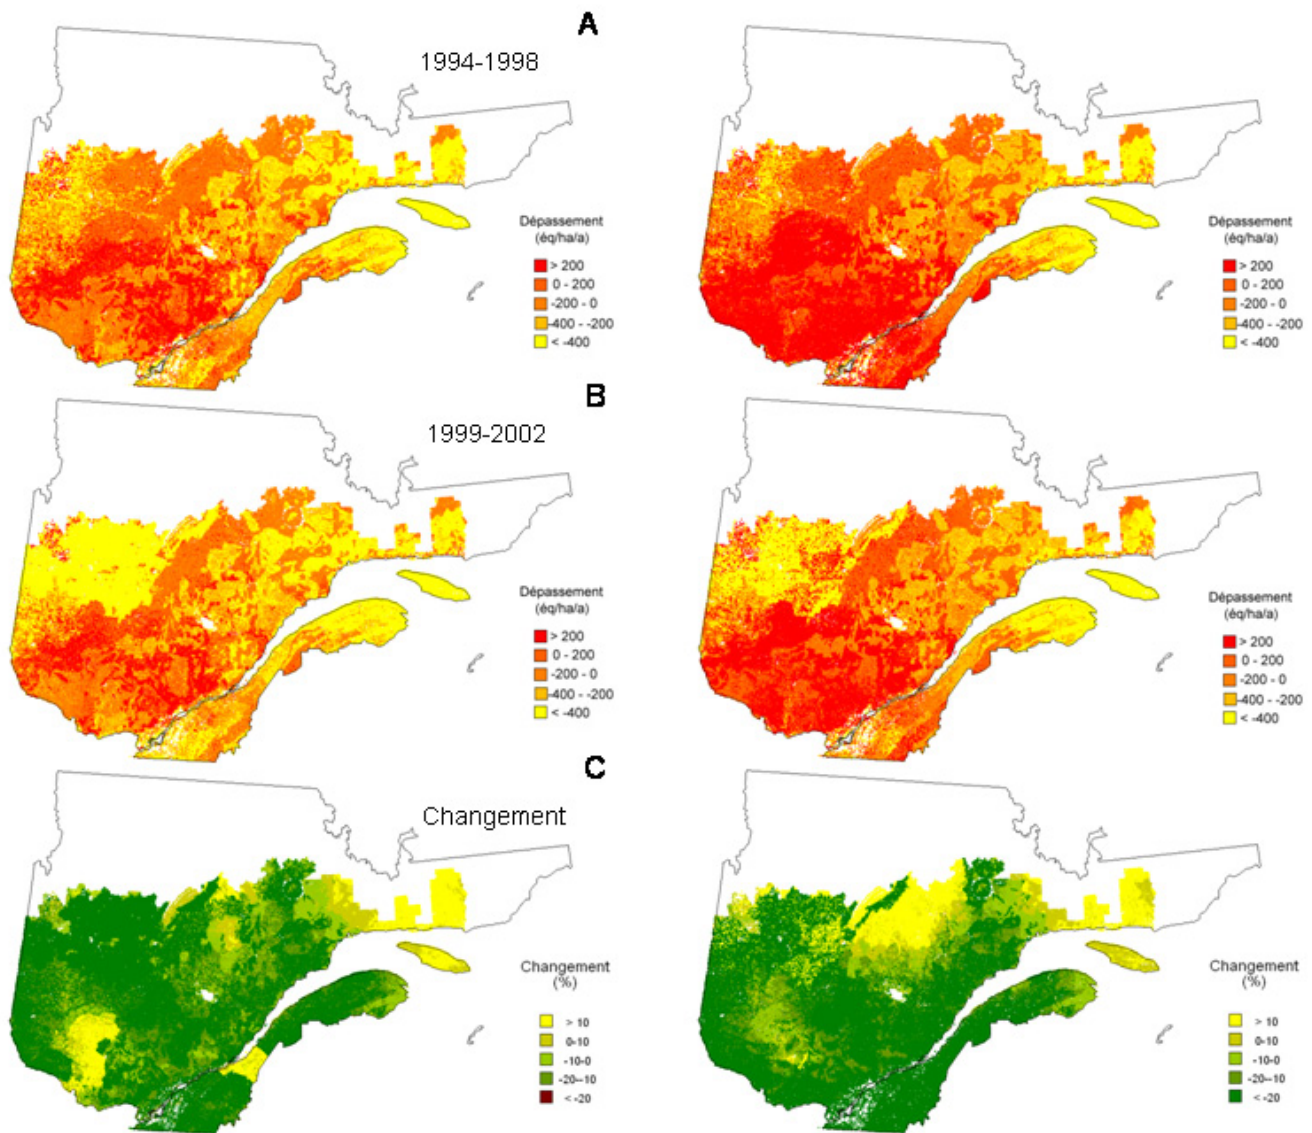 A
1994-1998
Dépassement
(éq/ha/a)
> 200
0 - 200
-200 - 0
-400 - -200
< -400
Dépassement
(éq/ha/a)
> 200
0 - 200
-200 - 0
-400 - -200
< -400
B
1999-2002
Dépassement
(éq/ha/a)
> 200
0 - 200
-200 - 0
-400 - -200
< -400
Dépassement
(éq/ha/a)
> 200
0 - 200
-200 - 0
-400 - -200
< -400
C
Changement
Changement
(%)
> 10
0-10
-10-0
-20--10
< -20
Changement
(%)
> 10
0-10
-10-0
-20--10
< -20